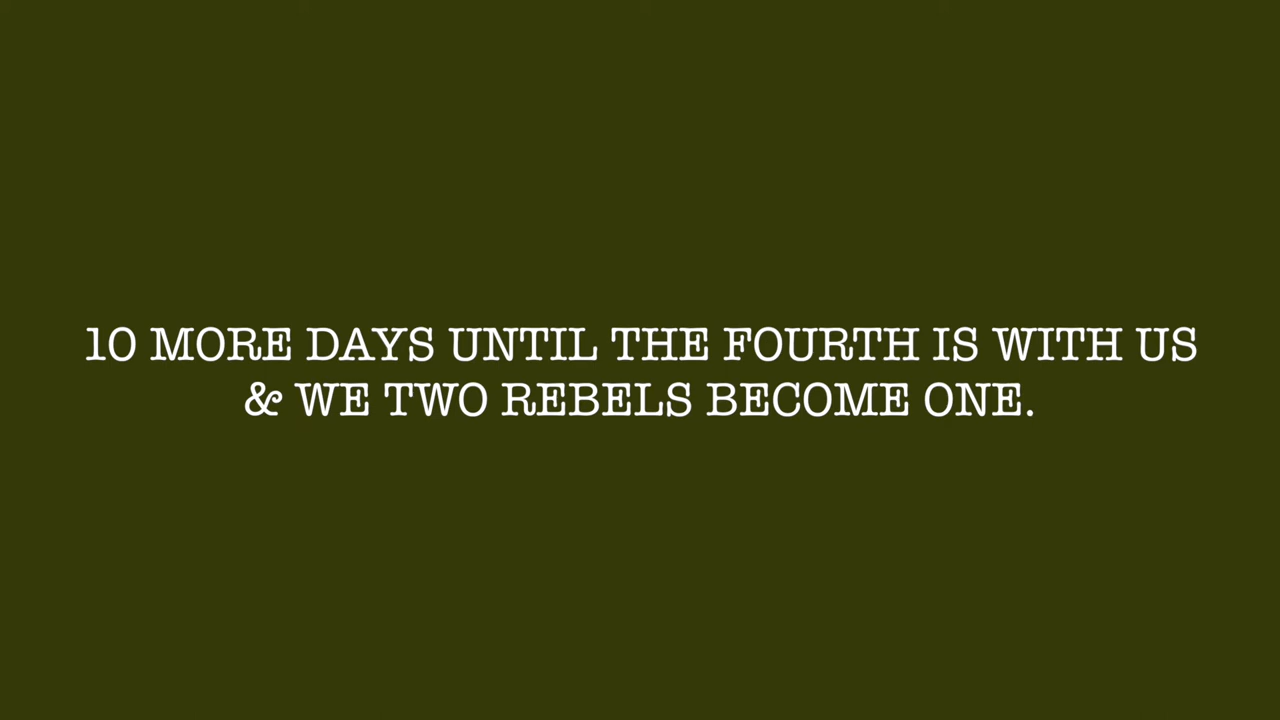 10 MORE DAYS UNTIL THE FOURTH IS WITH US
& WE TWO REBELS BECOME ONE.